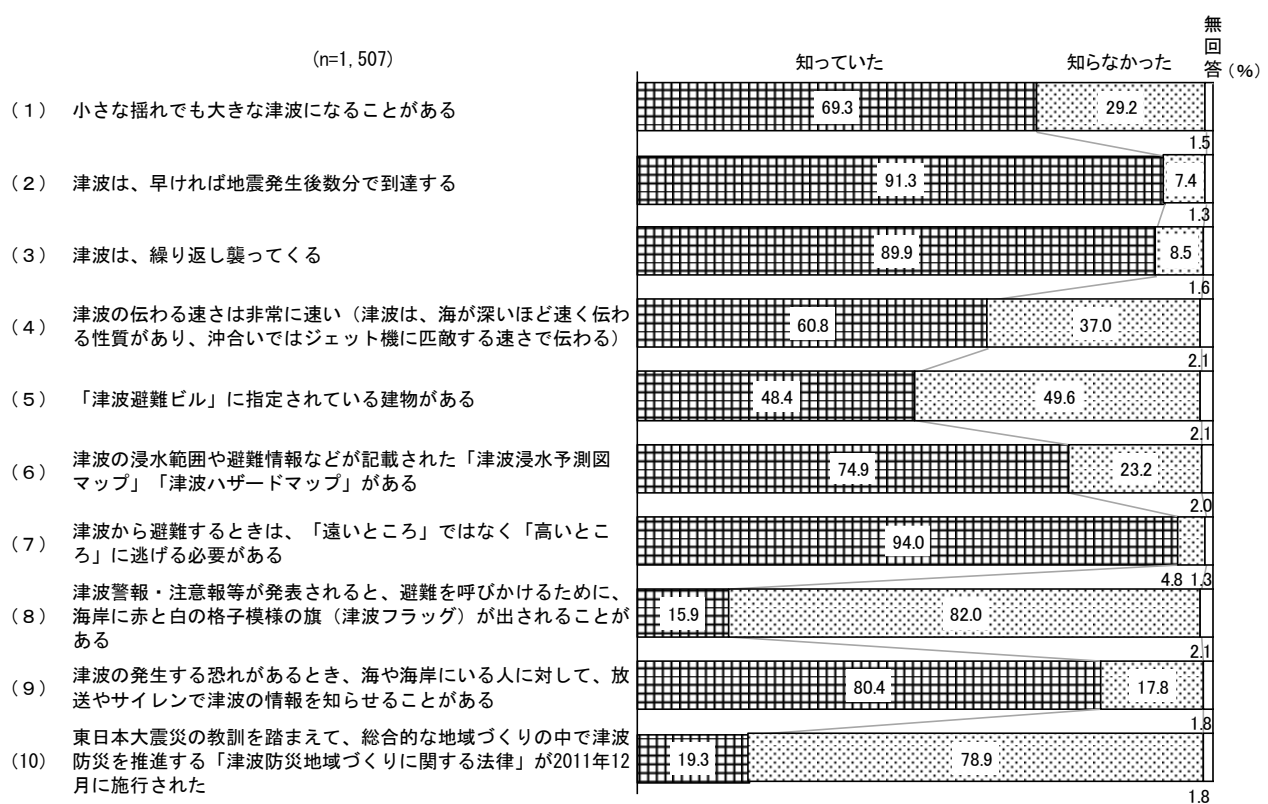 無
回
答(%)
(n=1,507)
知っていた
知らなかった
(1) 小さな揺れでも大きな津波になることがある
69.3
29.2
1.5
(2) 津波は、早ければ地震発生後数分で到達する
91.3
7.4
1.3
(3) 津波は、繰り返し襲ってくる
89.9
8.5
1.6
(4) 津波の伝わる速さは非常に速い（津波は、海が深いほど速く伝わ
る性質があり、沖合いではジェット機に匹敵する速さで伝わる）
60.8
37.0
2.1
(5) 「津波避難ビル」に指定されている建物がある
48.4
49.6
2.1
(6) 津波の浸水範囲や避難情報などが記載された「津波浸水予測図
マップ」「津波ハザードマップ」がある
74.9
23.2
2.0
(7) 津波から避難するときは、「遠いところ」ではなく「高いとこ
ろ」に逃げる必要がある
94.0
4.8 1.3
(8) 津波警報・注意報等が発表されると、避難を呼びかけるために、
海岸に赤と白の格子模様の旗（津波フラッグ）が出されることが
ある
15.9
82.0
2.1
(9) 津波の発生する恐れがあるとき、海や海岸にいる人に対して、放
送やサイレンで津波の情報を知らせることがある
80.4
17.8
1.8
(10) 東日本大震災の教訓を踏まえて、総合的な地域づくりの中で津波
防災を推進する「津波防災地域づくりに関する法律」が2011年12
月に施行された
19.3
78.9
1.8